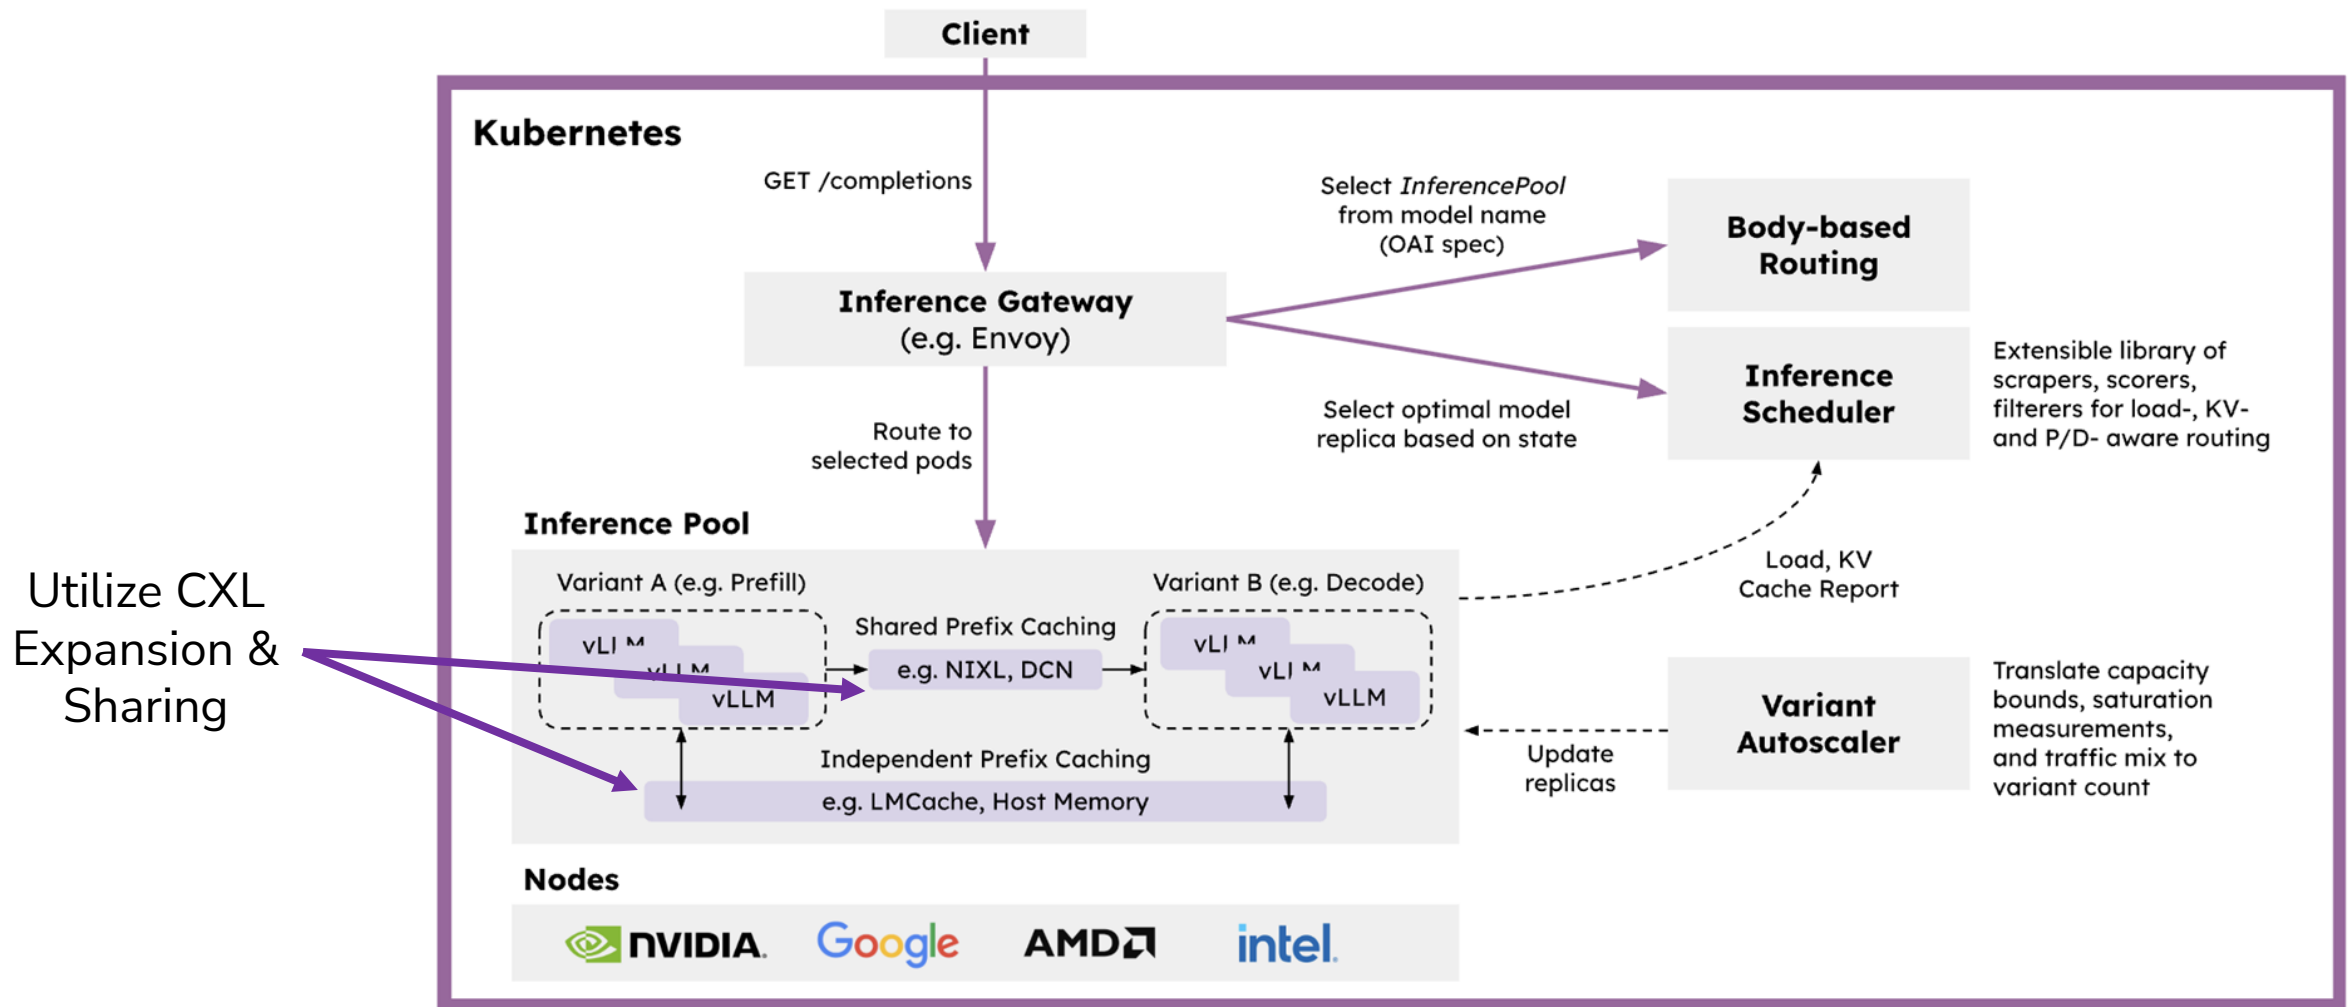 Client
Kubernetes
GET /completions
Select InferencePool
from model name
(OAI spec)
Body-based
Routing
Inference Gateway
(e.g. Envoy)
Inference
Scheduler
Extensible library of
scrapers, scorers,
filterers for load-, KV-
and P/D- aware routing
Select optimal model
replica based on state
Route to
selected pods
Inference Pool
Load, KV
Cache Report
Utilize CXL
Expansion &
Sharing
Variant A (e.g. Prefill)
vLLM
vLLM
vLLM
Shared Prefix Caching
e.g. NIXL, DCN
Variant B (e.g. Decode)
vLLM
vLLM
vLLM
Independent Prefix Caching
e.g. LMCache, Host Memory
Update
replicas
Variant
Autoscaler
Translate capacity
bounds, saturation
measurements,
and traffic mix to
variant count
Nodes
NVIDIA.
Google
AMD
intel.